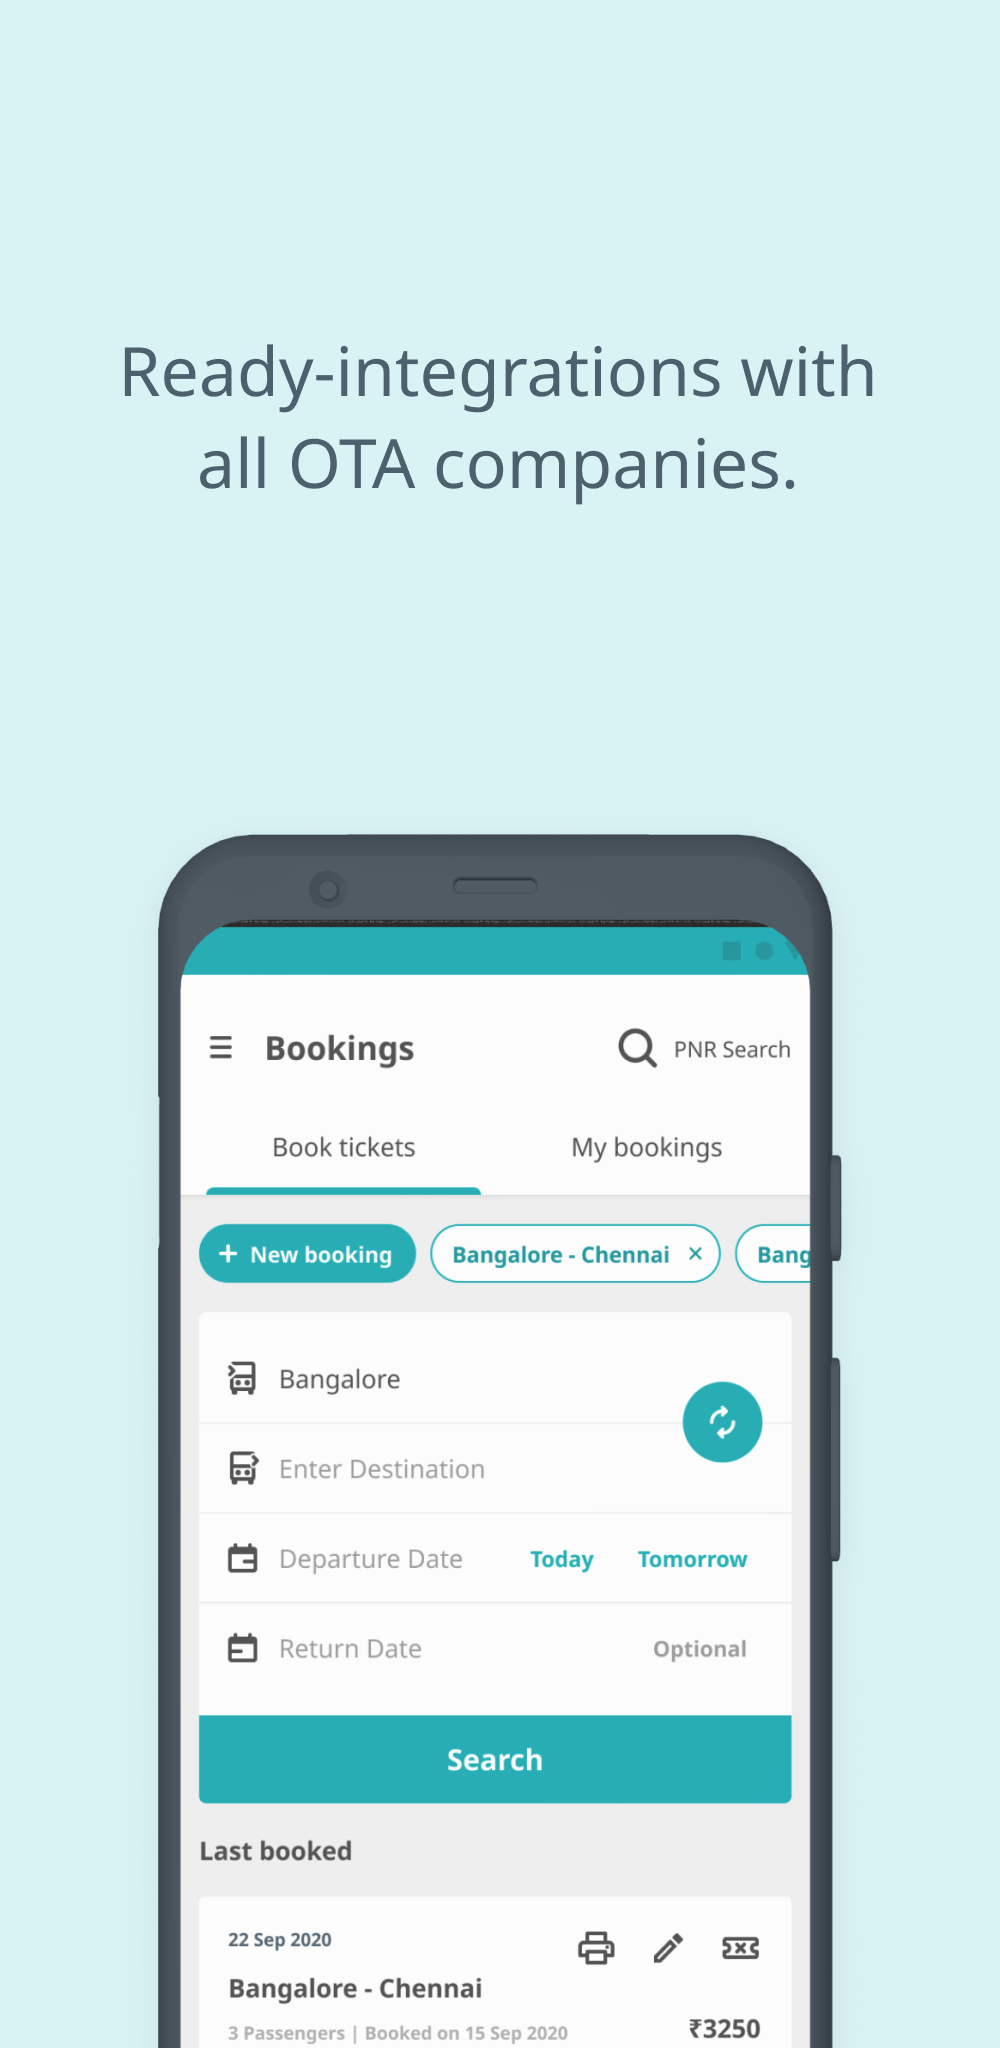 Ready-integrations with
all OTA companies.
Bookings
PNR Search
Book tickets
My bookings
+ New booking
Bangalore - Chennai ×
Bang
Bangalore
Enter Destination
Departure Date
Today
Tomorrow
Return Date
Optional
Search
Last booked
22 Sep 2020
Bangalore - Chennai
3 Passengers | Booked on 15 Sep 2020
₹3250